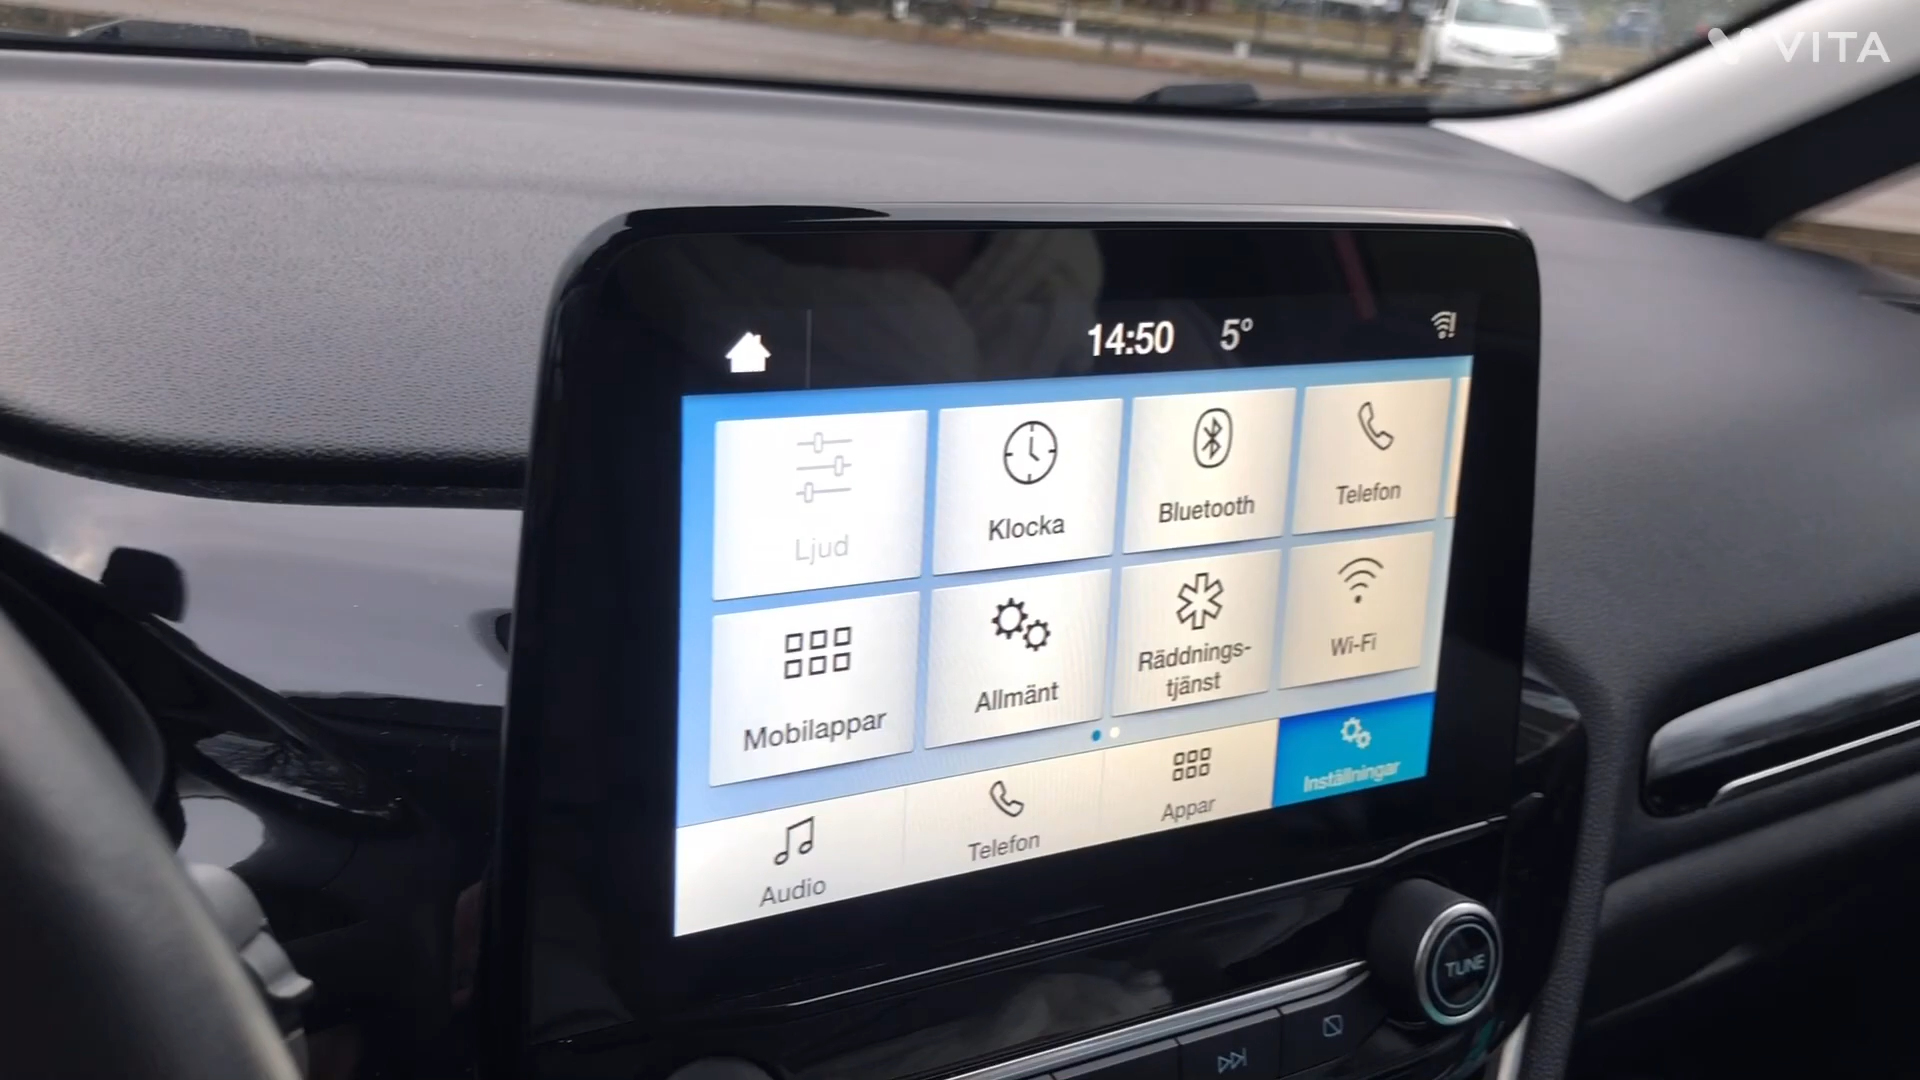 VITA
14:50 5°
Ljud
Klocka
Bluetooth
Telefon
Mobilappar
Allmänt
Räddnings-
tjänst
Wi-Fi
Audio
Telefon
Appar
Inställningar
TUNE